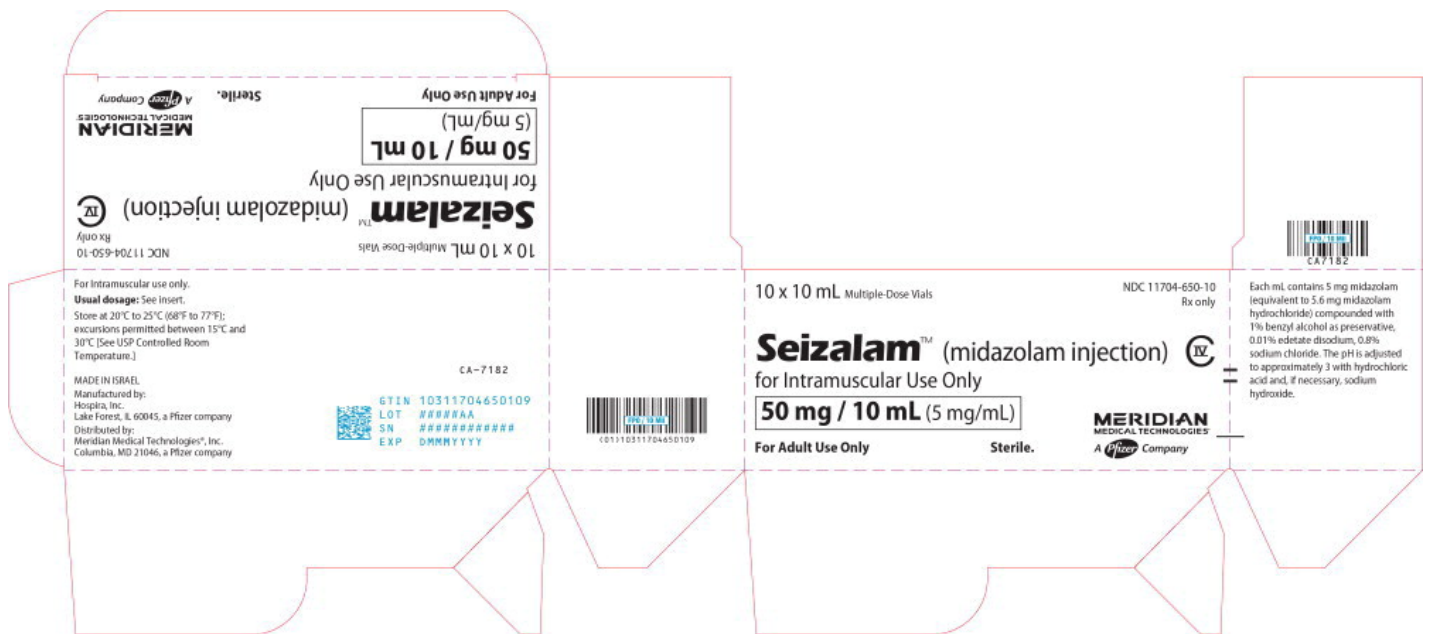 10 x 10 mL Multiple-Dose Vials
NDC 11704-650-10
Rx only
Seizalam™ (midazolam injection) CIV
for Intramuscular Use Only
50 mg / 10 mL
(5 mg/mL)
For Adult Use Only
Sterile.
MERIDIAN
MEDICAL TECHNOLOGIES®
A Pfizer Company
For Intramuscular use only.
Usual dosage: See insert.
Store at 20°C to 25°C (68°F to 77°F);
excursions permitted between 15°C and
30°C [See USP Controlled Room
Temperature.]
MADE IN ISRAEL
Manufactured by:
Hospira, Inc.
Lake Forest, IL 60045, a Pfizer company
Distributed by:
Meridian Medical Technologies®, Inc.
Columbia, MD 21046, a Pfizer company
CA-7182
GTIN 10311704650109
LOT #####AA
SN ############
EXP DMMMYYYY
FPO / 10 MG
(01)10311704650109
10 x 10 mL Multiple-Dose Vials
NDC 11704-650-10
Rx only
Seizalam™ (midazolam injection) CIV
for Intramuscular Use Only
50 mg / 10 mL (5 mg/mL)
For Adult Use Only
Sterile.
MERIDIAN
MEDICAL TECHNOLOGIES®
A Pfizer Company
FPO / 10 MG
CA7182
Each mL contains 5 mg midazolam
(equivalent to 5.6 mg midazolam
hydrochloride) compounded with
1% benzyl alcohol as preservative,
0.01% edetate disodium, 0.8%
sodium chloride. The pH is adjusted
to approximately 3 with hydrochloric
acid and, if necessary, sodium
hydroxide.